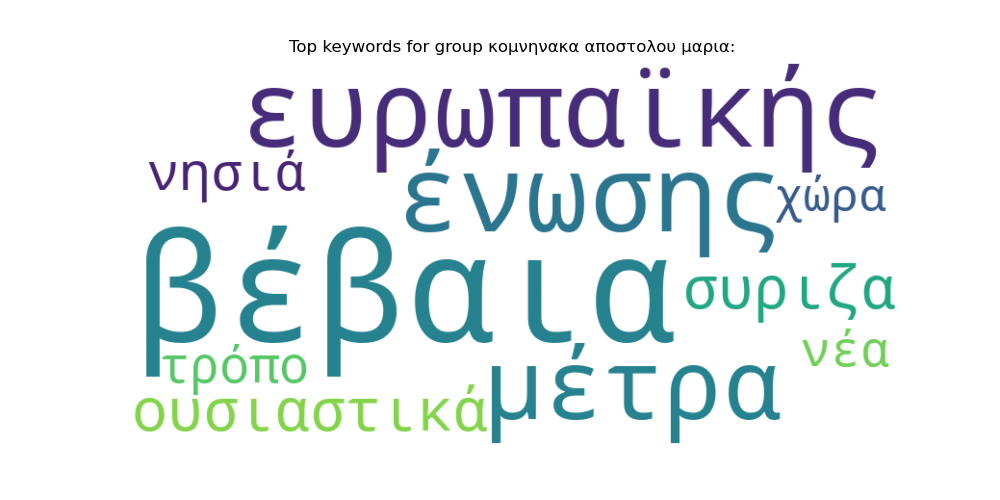 Top keywords for group κομνηνακα αποστολου μαρια:
ευρωπαϊκής
νησιά
ένωσης
χώρα
βέβαια
συριζα
νέα
τρόπο
μέτρα
ουσιαστικά